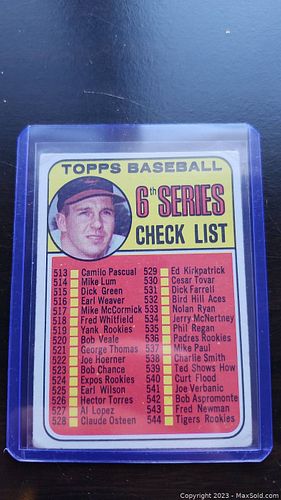 TOPPS BASEBALL
6th SERIES
CHECK LIST
513 Camilo Pascual
514 Mike Lum
515 Dick Green
516 Earl Weaver
517 Mike McCormick
518 Fred Whitfield
519 Yank Rookies
520 Bob Veale
521 George Thomas
522 Joe Hoerner
523 Bob Chance
524 Expos Rookies
525 Earl Wilson
526 Hector Torres
527 Al Lopez
528 Claude Osteen
529 Ed Kirkpatrick
530 Cesar Tovar
531 Dick Farrell
532 Bird Hill Aces
533 Nolan Ryan
534 Jerry McNertney
535 Phil Regan
536 Padres Rookies
537 Mike Paul
538 Charlie Smith
539 Ted Shows How
540 Curt Flood
541 Joe Verbanic
542 Bob Aspromonte
543 Fred Newman
544 Tigers Rookies
Copyright © 2023 - MaxSold.com